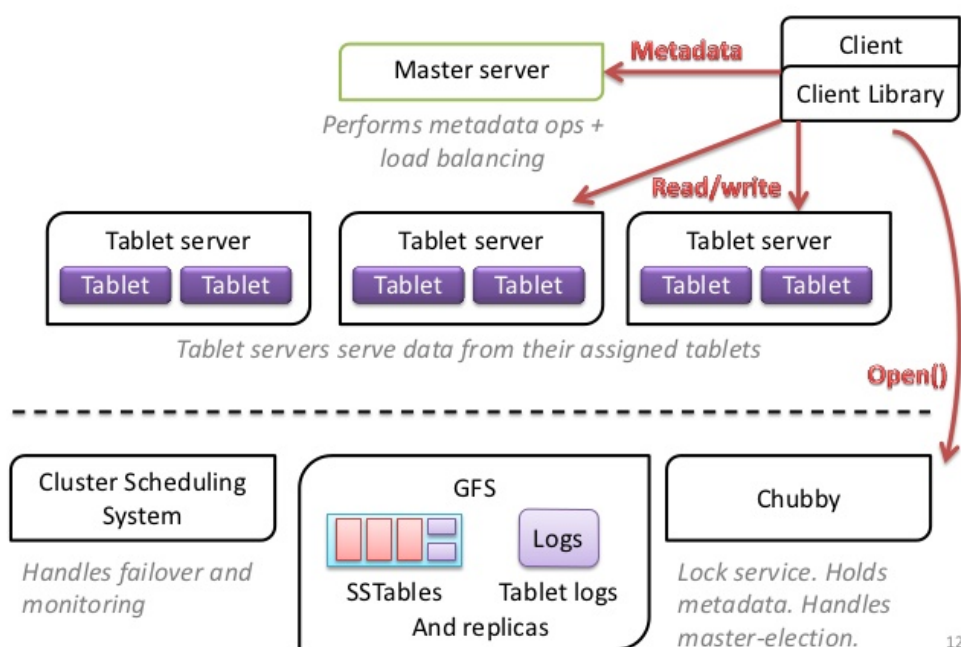 Client
Client Library
Metadata
Master server
Performs metadata ops +
load balancing
Read/write
Tablet server
Tablet Tablet
Tablet server
Tablet Tablet
Tablet server
Tablet Tablet
Tablet servers serve data from their assigned tablets
Open()
Cluster Scheduling
System
Handles failover and
monitoring
GFS
Logs
SSTables
Tablet logs
And replicas
Chubby
Lock service. Holds
metadata. Handles
master-election.
12